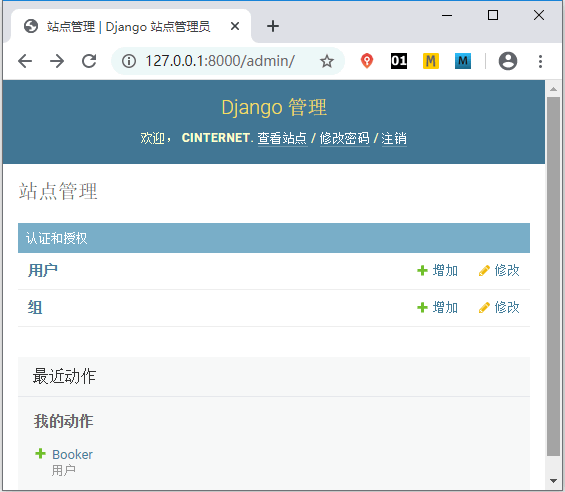 站点管理 | Django 站点管理员
127.0.0.1:8000/admin/
01
M
M
Django 管理
欢迎， CINTERNET. 查看站点 / 修改密码 / 注销
站点管理
认证和授权
用户 增加 修改
组 增加 修改
最近动作
我的动作
Booker
用户